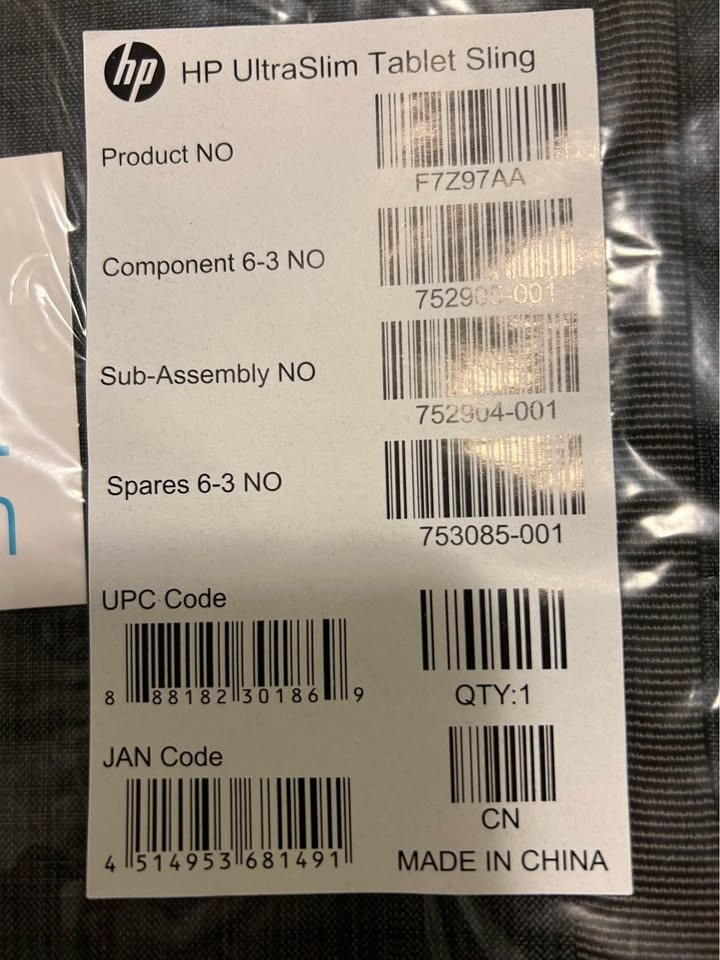 hp HP UltraSlim Tablet Sling
Product NO
F7Z97AA
Component 6-3 NO
Sub-Assembly NO
752904-001
Spares 6-3 NO
753085-001
UPC Code
8 88182 30186 9
QTY:1
JAN Code
4 514953 681491
CN
MADE IN CHINA